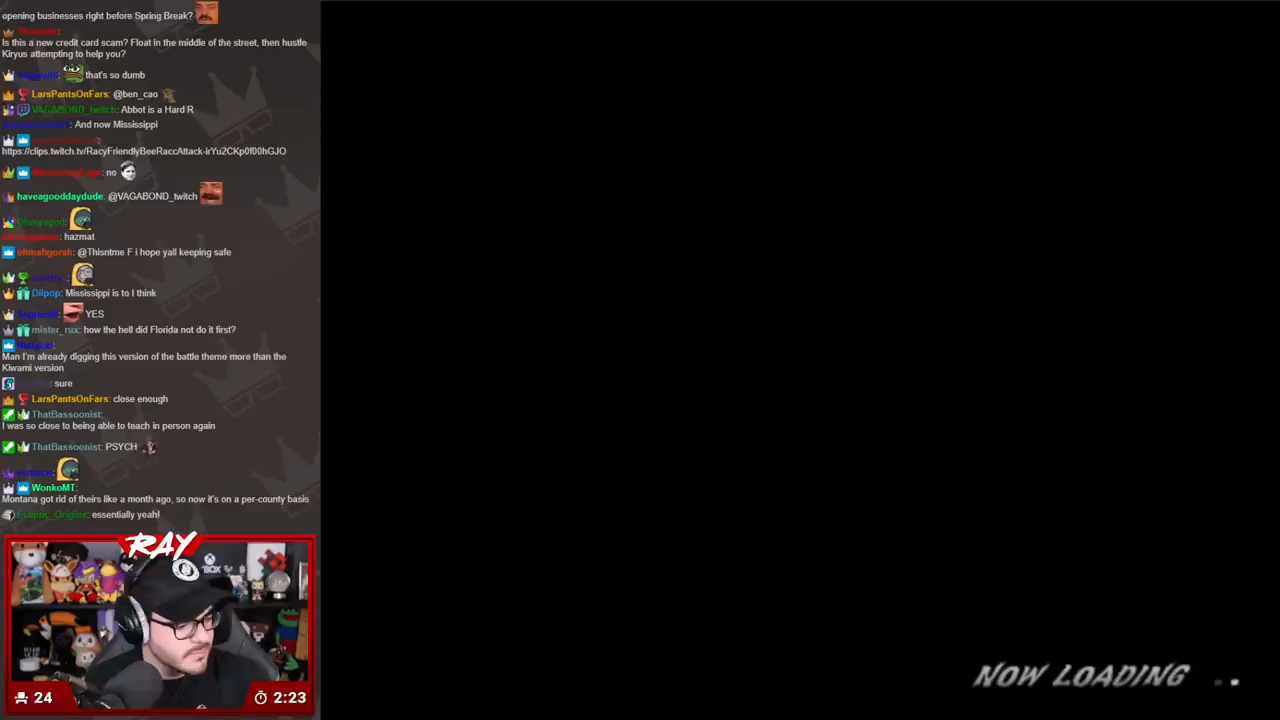 opening businesses right before Spring Break?
Is this a new credit card scam? Float in the middle of the street, then hustle
Kiryus attempting to help you?
that's so dumb
LarsPantsOnFars: @ben_cao
VAGABOND_twitch: Abbot is a Hard R
And now Mississippi
https://clips.twitch.tv/RacyFriendlyBeeRaccAttack-irYu2CKp0f00hGJO
no
haveagooddaydude: @VAGABOND_twitch
hazmat
ohmahgursh: @Thisntme F i hope yall keeping safe
Diipop: Mississippi is to I think
YES
mister_rux: how the hell did Florida not do it first?
Man I'm already digging this version of the battle theme more than the
Kiwami version
: sure
LarsPantsOnFars: close enough
ThatBassoonist:
I was so close to being able to teach in person again
ThatBassoonist: PSYCH
WonkoMT:
Montana got rid of theirs like a month ago, so now it's on a per-county basis
essentially yeah!
RAY
XBOX
24
2:23
NOW LOADING ..